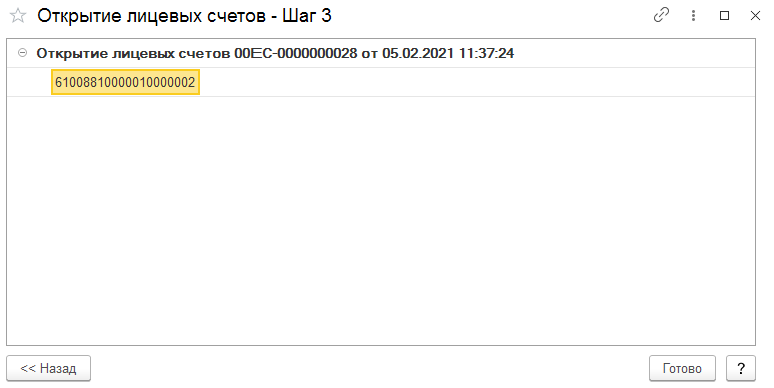 Открытие лицевых счетов - Шаг 3
Открытие лицевых счетов 00ЕС-0000000028 от 05.02.2021 11:37:24
61008810000010000002
<< Назад
Готово
?